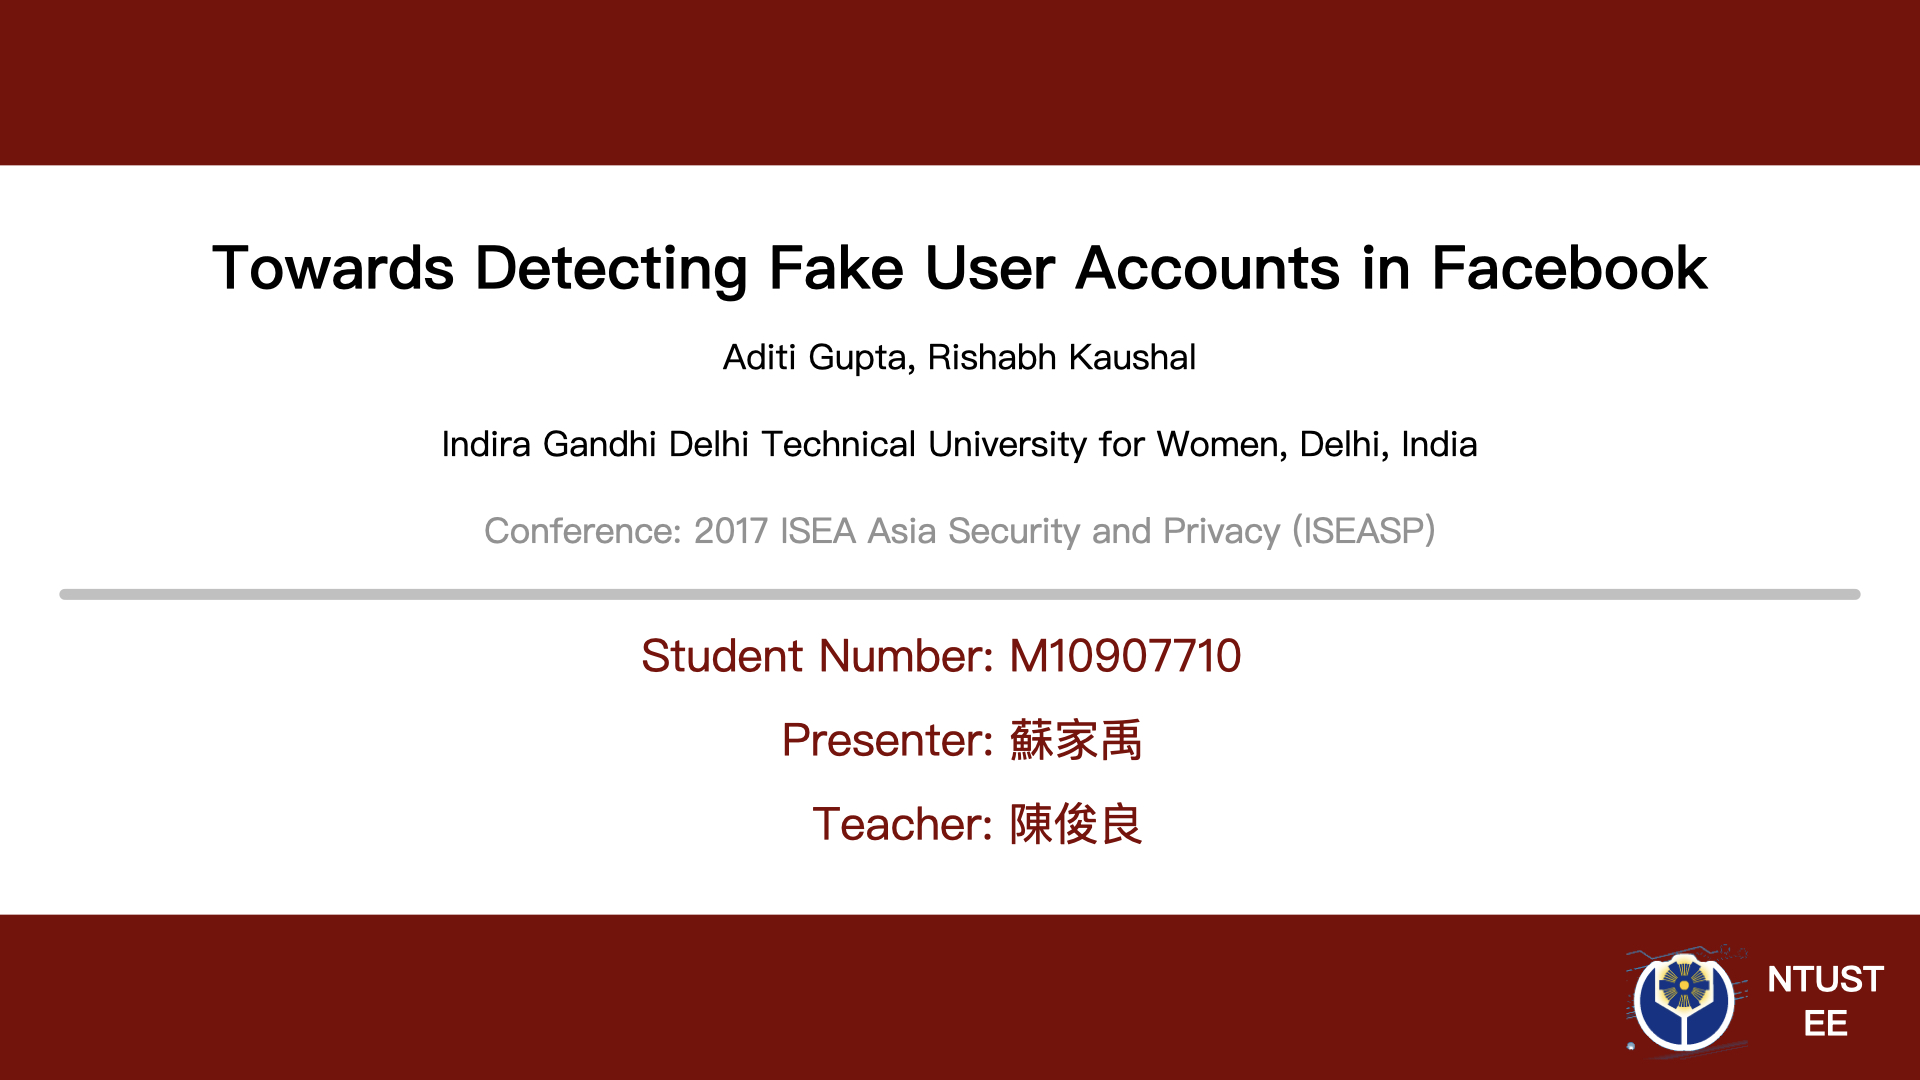 Towards Detecting Fake User Accounts in Facebook
Aditi Gupta, Rishabh Kaushal
Indira Gandhi Delhi Technical University for Women, Delhi, India
Conference: 2017 ISEA Asia Security and Privacy (ISEASP)
Student Number: M10907710
Presenter: 蘇家禹
Teacher: 陳俊良
NTUST
EE